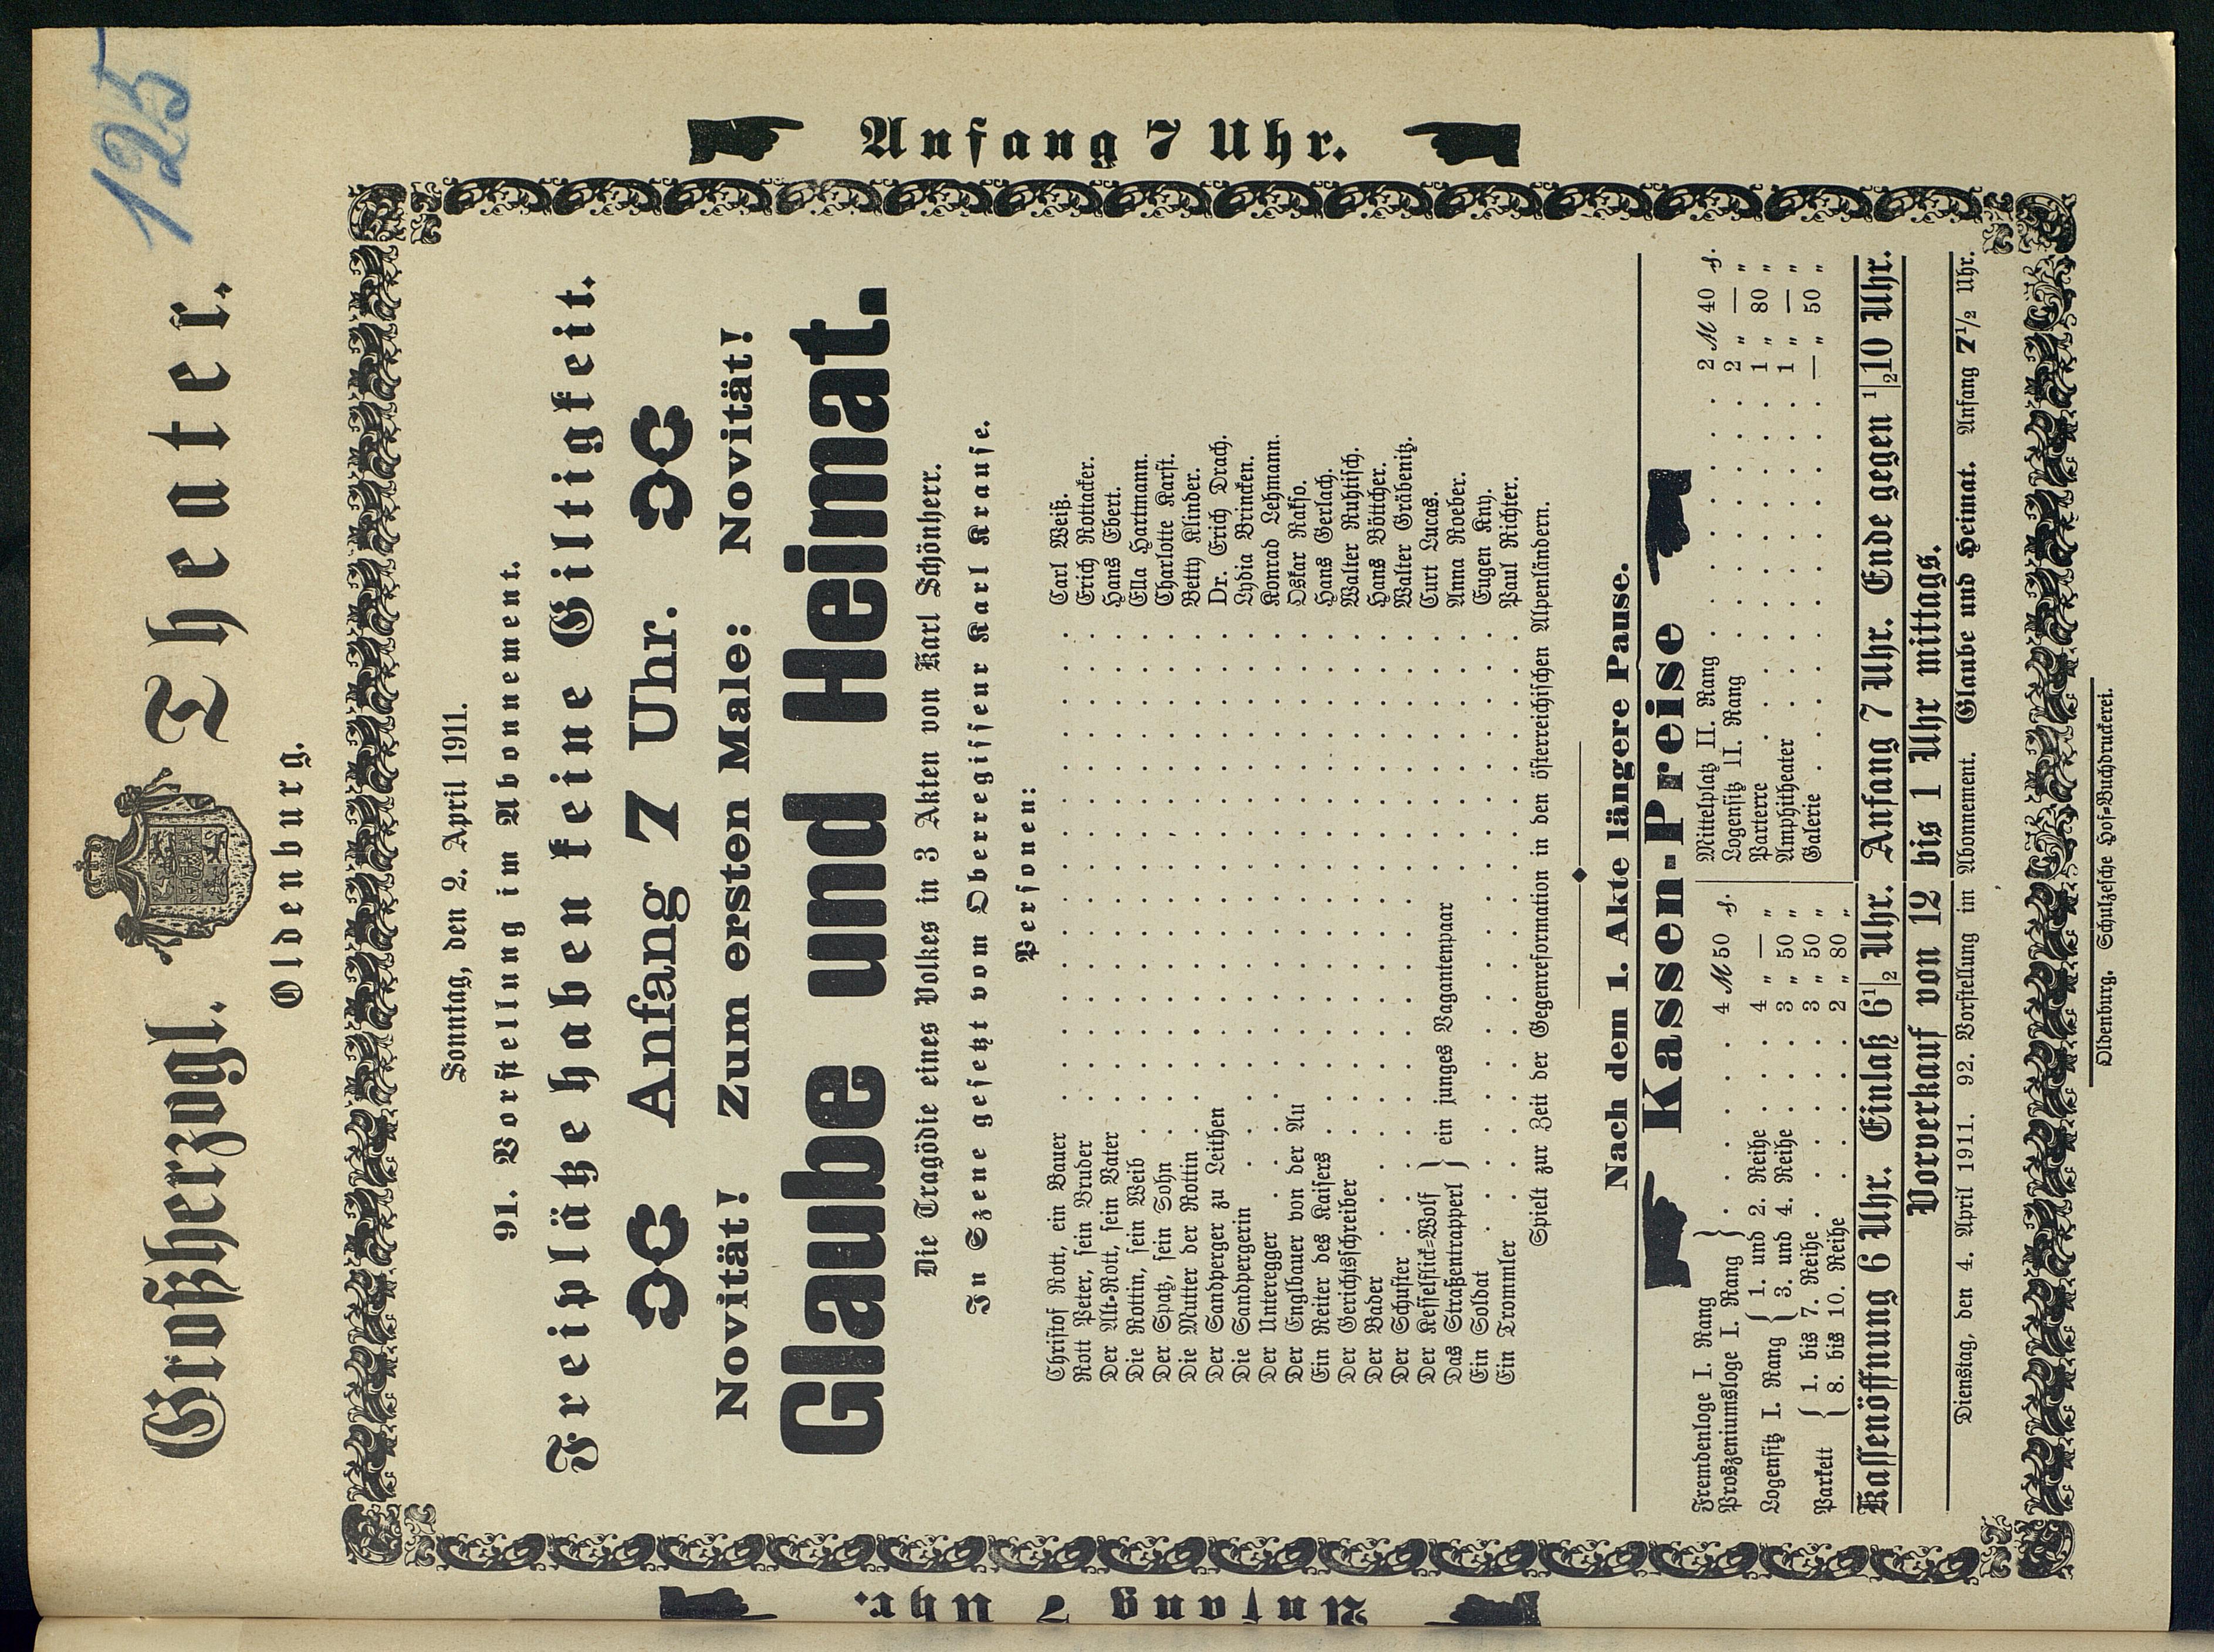 125
Großherzogl. Theater.
Oldenburg.
Anfang 7 Uhr.
Sonntag, den 2. April 1911.
91. Vorstellung im Abonnement.
Freiplätze haben keine Giltigkeit.
Anfang 7 Uhr.
Novität! Zum ersten Male: Novität!
Glaube und Heimat.
Die Tragödie eines Volkes in 3 Akten von Karl Schönherr.
In Szene gesetzt vom Oberregisseur Karl Krause.
Personen:
Christof Rott, ein Bauer . . . Carl Weiß.
Rott Peter, sein Bruder . . . Erich Rottacker.
Der Alt-Rott, sein Vater . . . Hans Ebert.
Die Rottin, sein Weib . . . Ella Hartmann.
Der Spatz, sein Sohn . . . Charlotte Karst.
Die Mutter der Rottin . . . Betty Klinder.
Der Sandperger zu Leithen . . . Dr. Erich Drach.
Die Sandpergerin . . . Lydia Brincken.
Der Unteregger . . . Konrad Lehmann.
Der Englbauer von der Au . . . Oskar Rakso.
Ein Reiter des Kaisers . . . Hans Gerlach.
Der Gerichtsschreiber . . . Walter Ruhtisch.
Der Bader . . . Hans Böttcher.
Der Schuster . . . Walter Gräbenitz.
Der Kesselflick-Wolf } ein junges Vagantenpaar . . . Curt Lucas.
Das Straßentrapperl } . . . Anna Roeber.
Ein Soldat . . . Eugen Kny.
Ein Trommler . . . Paul Richter.
Spielt zur Zeit der Gegenreformation in den österreichischen Alpenländern.
Nach dem 1. Akte längere Pause.
Kassen-Preise
Fremdenloge I. Rang
Proszeniumsloge I. Rang } . . . 4 M 50 ₰.
Logensitz I. Rang { 1. und 2. Reihe . . . 4 " — "
3. und 4. Reihe . . . 3 " 50 "
Parkett { 1. bis 7. Reihe . . . 3 " 50 "
8. bis 10. Reihe . . . 2 " 80 "
Mittelplatz II. Rang . . . 2 M 40 ₰.
Logensitz II. Rang . . . 2 " — "
Parterre . . . 1 " 80 "
Amphitheater . . . 1 " — "
Galerie . . . — " 50 "
Kassenöffnung 6 Uhr. Einlaß 6 1/2 Uhr. Anfang 7 Uhr. Ende gegen 1/2 10 Uhr.
Vorverkauf von 12 bis 1 Uhr mittags.
Dienstag, den 4. April 1911. 92. Vorstellung im Abonnement. Glaube und Heimat. Anfang 7 1/2 Uhr.
Anfang 7 Uhr.
Oldenburg. Schulzesche Hof-Buchdruckerei.